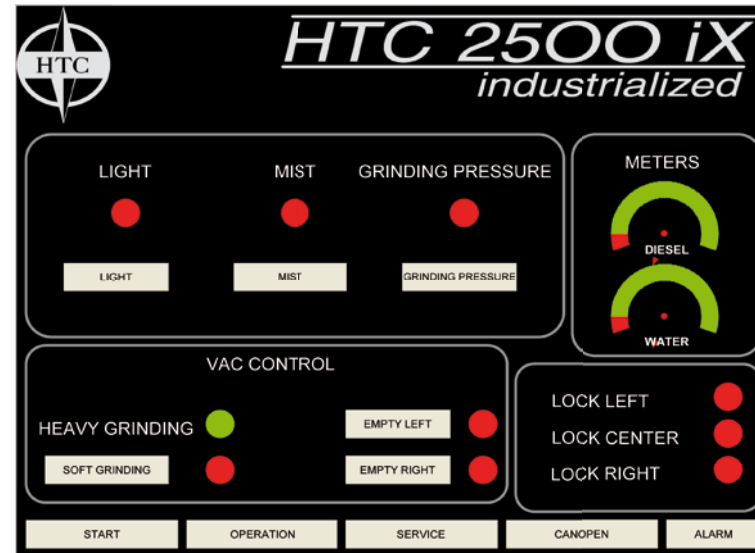 HTC
HTC 2500 iX
industrialized
LIGHT
MIST
GRINDING PRESSURE
LIGHT
MIST
GRINDING PRESSURE
METERS
DIESEL
WATER
VAC CONTROL
HEAVY GRINDING
EMPTY LEFT
SOFT GRINDING
EMPTY RIGHT
LOCK LEFT
LOCK CENTER
LOCK RIGHT
START
OPERATION
SERVICE
CANOPEN
ALARM